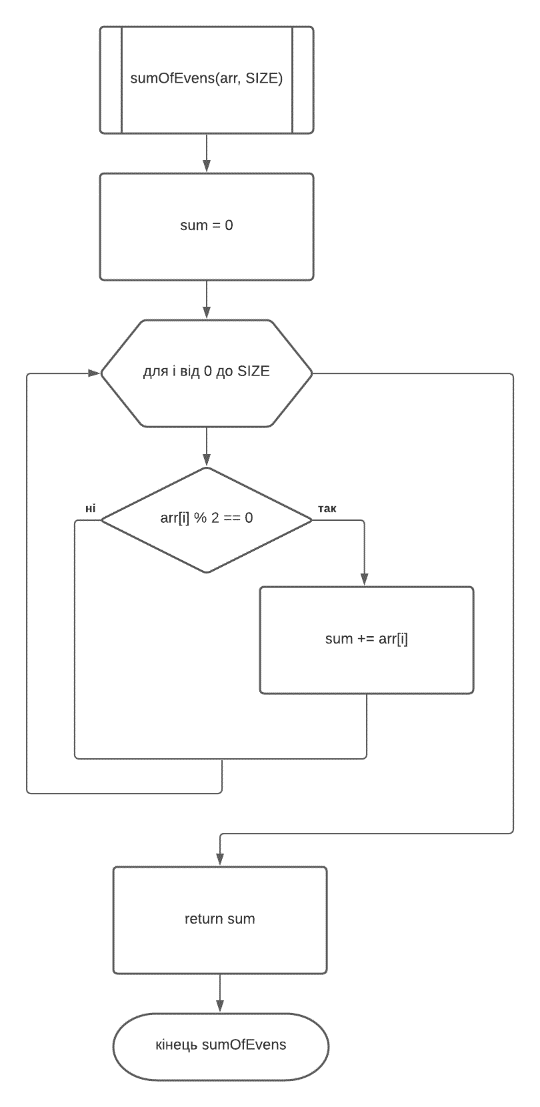 sumOfEvens(arr, SIZE)
sum = 0
для i від 0 до SIZE
arr[i] % 2 == 0
ні
так
sum += arr[i]
return sum
кінець sumOfEvens